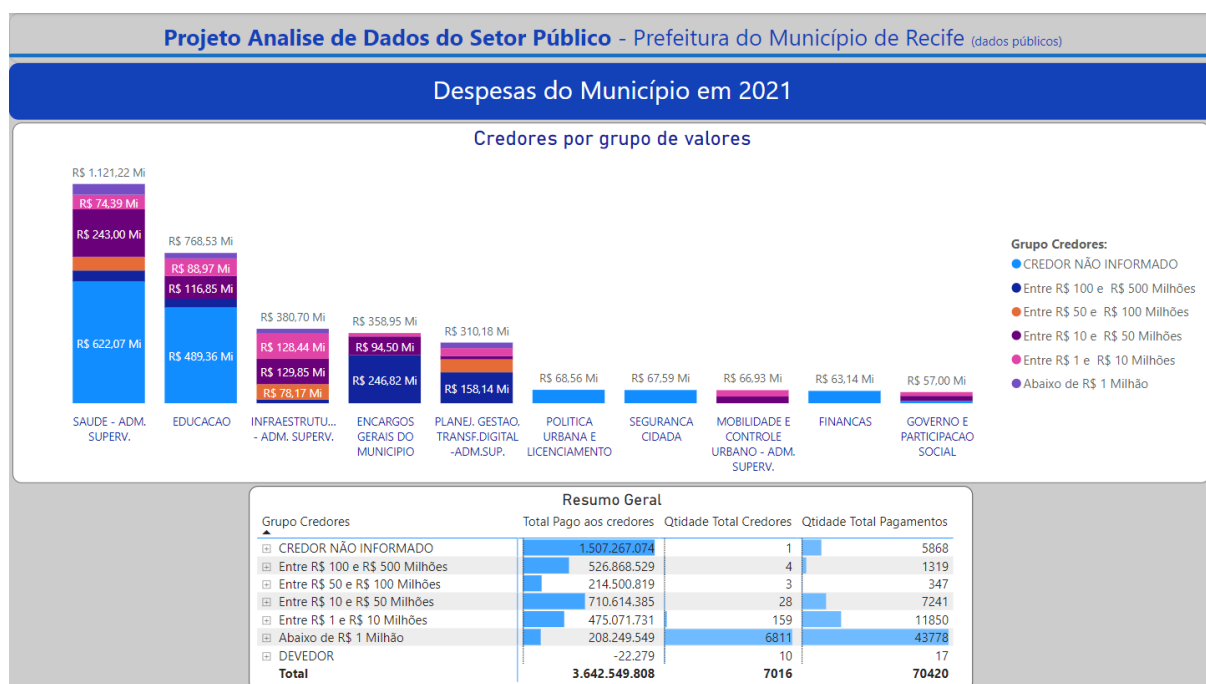 Projeto Analise de Dados do Setor Público - Prefeitura do Município de Recife (dados públicos)
Despesas do Município em 2021
Credores por grupo de valores
R$ 1.121,22 Mi
R$ 74,39 Mi
R$ 243,00 Mi
R$ 622,07 Mi
R$ 768,53 Mi
R$ 88,97 Mi
R$ 116,85 Mi
R$ 489,36 Mi
R$ 380,70 Mi
R$ 128,44 Mi
R$ 129,85 Mi
R$ 78,17 Mi
R$ 358,95 Mi
R$ 94,50 Mi
R$ 246,82 Mi
R$ 310,18 Mi
R$ 158,14 Mi
R$ 68,56 Mi
R$ 67,59 Mi
R$ 66,93 Mi
R$ 63,14 Mi
R$ 57,00 Mi
SAUDE - ADM.
SUPERV.
EDUCACAO
INFRAESTRUTU...
- ADM. SUPERV.
ENCARGOS
GERAIS DO
MUNICIPIO
PLANEJ. GESTAO,
TRANSF.DIGITAL
-ADM.SUP.
POLITICA
URBANA E
LICENCIAMENTO
SEGURANCA
CIDADA
MOBILIDADE E
CONTROLE
URBANO - ADM.
SUPERV.
FINANCAS
GOVERNO E
PARTICIPACAO
SOCIAL
Grupo Credores:
CREDOR NÃO INFORMADO
Entre R$ 100 e R$ 500 Milhões
Entre R$ 50 e R$ 100 Milhões
Entre R$ 10 e R$ 50 Milhões
Entre R$ 1 e R$ 10 Milhões
Abaixo de R$ 1 Milhão
Resumo Geral
Grupo Credores Total Pago aos credores Qtidade Total Credores Qtidade Total Pagamentos
CREDOR NÃO INFORMADO 1.507.267.074 1 5868
Entre R$ 100 e R$ 500 Milhões 526.868.529 4 1319
Entre R$ 50 e R$ 100 Milhões 214.500.819 3 347
Entre R$ 10 e R$ 50 Milhões 710.614.385 28 7241
Entre R$ 1 e R$ 10 Milhões 475.071.731 159 11850
Abaixo de R$ 1 Milhão 208.249.549 6811 43778
DEVEDOR -22.279 10 17
Total 3.642.549.808 7016 70420